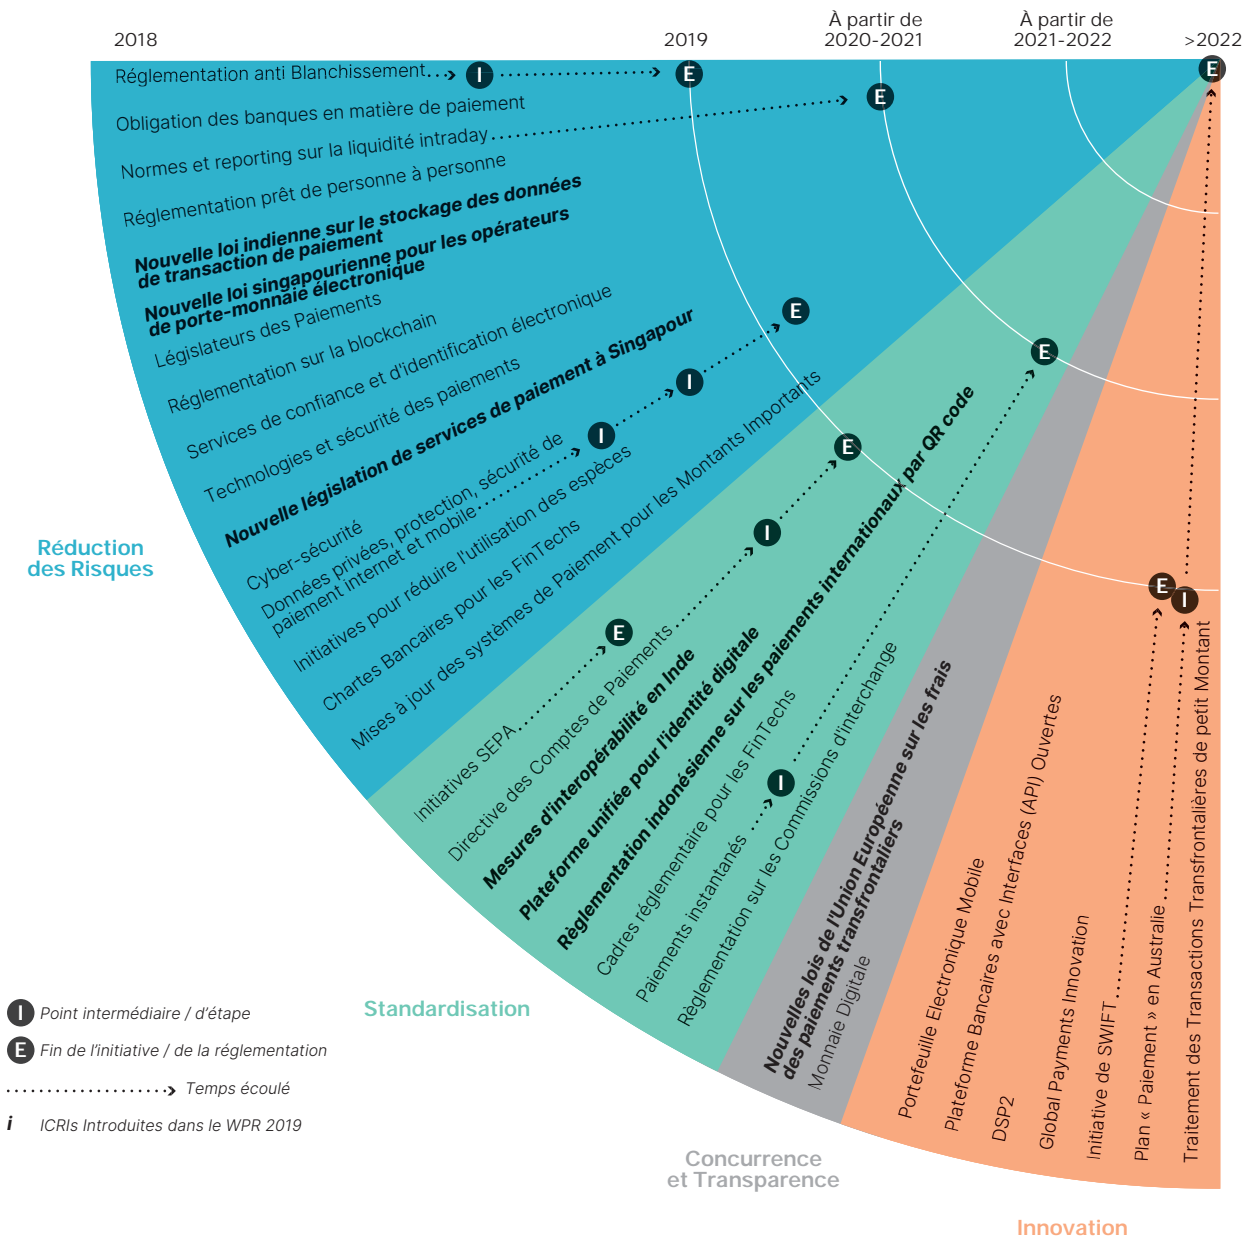 2018
2019
À partir de
2020-2021
À partir de
2021-2022
>2022
Réglementation anti Blanchissement
I
E
E
Obligation des banques en matière de paiement
Normes et reporting sur la liquidité intraday
E
Réglementation prêt de personne à personne
Nouvelle loi indienne sur le stockage des données
de transaction de paiement
Nouvelle loi singapourienne pour les opérateurs
de porte-monnaie électronique
Législateurs des Paiements
Réglementation sur la blockchain
Services de confiance et d'identification électronique
Technologies et sécurité des paiements
Nouvelle législation de services de paiement à Singapour
Cyber-sécurité
Données privées, protection, sécurité de
paiement internet et mobile
I
I
E
Initiatives pour réduire l'utilisation des espèces
Chartes Bancaires pour les FinTechs
Mises à jour des systèmes de Paiement pour les Montants Importants
Réduction
des Risques
Initiatives SEPA
E
Directive des Comptes de Paiements
I
E
Mesures d'interopérabilité en Inde
Plateforme unifiée pour l'identité digitale
Règlementation indonésienne sur les paiements internationaux par QR code
Cadres réglementaire pour les FinTechs
Paiements instantanés
I
E
Règlementation sur les Commissions d'interchange
Standardisation
Nouvelles lois de l'Union Européenne sur les frais
des paiements transfrontaliers
Monnaie Digitale
Concurrence
et Transparence
Portefeuille Electronique Mobile
Plateforme Bancaires avec Interfaces (API) Ouvertes
DSP2
Global Payments Innovation
Initiative de SWIFT
E
Plan « Paiement » en Australie
I
Traitement des Transactions Transfrontalières de petit Montant
Innovation
I Point intermédiaire / d'étape
E Fin de l'initiative / de la réglementation
Temps écoulé
i ICRIs Introduites dans le WPR 2019